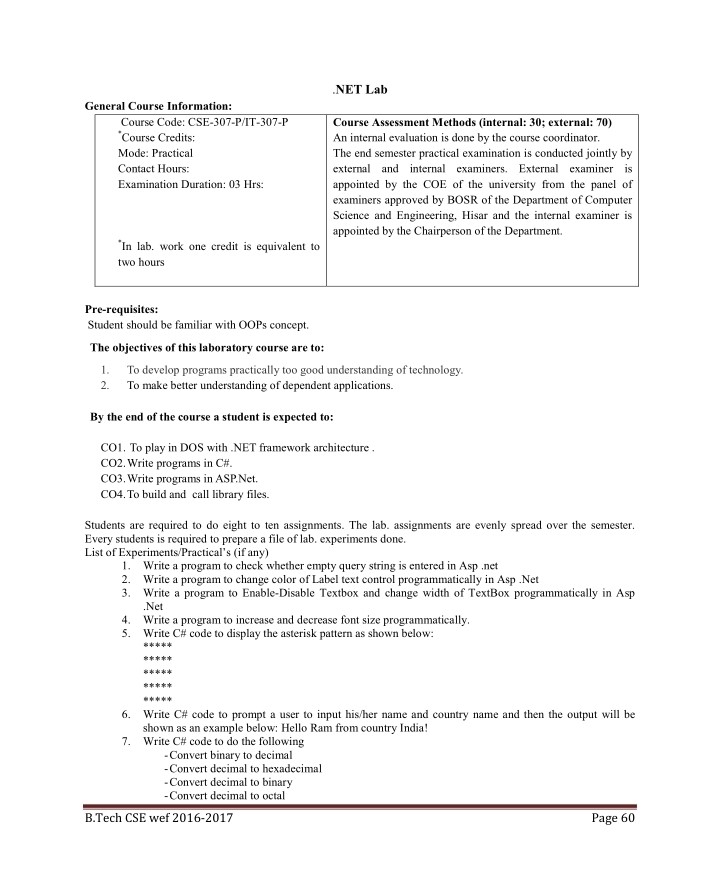 .NET Lab
General Course Information:
Course Code: CSE-307-P/IT-307-P
*Course Credits:
Mode: Practical
Contact Hours:
Examination Duration: 03 Hrs:
*In lab. work one credit is equivalent to
two hours
Course Assessment Methods (internal: 30; external: 70)
An internal evaluation is done by the course coordinator.
The end semester practical examination is conducted jointly by
external and internal examiners. External examiner is
appointed by the COE of the university from the panel of
examiners approved by BOSR of the Department of Computer
Science and Engineering, Hisar and the internal examiner is
appointed by the Chairperson of the Department.
Pre-requisites:
Student should be familiar with OOPs concept.
The objectives of this laboratory course are to:
1. To develop programs practically too good understanding of technology.
2. To make better understanding of dependent applications.
By the end of the course a student is expected to:
CO1. To play in DOS with .NET framework architecture .
CO2. Write programs in C#.
CO3. Write programs in ASP.Net.
CO4. To build and call library files.
Students are required to do eight to ten assignments. The lab. assignments are evenly spread over the semester.
Every students is required to prepare a file of lab. experiments done.
List of Experiments/Practical's (if any)
1. Write a program to check whether empty query string is entered in Asp .net
2. Write a program to change color of Label text control programmatically in Asp .Net
3. Write a program to Enable-Disable Textbox and change width of TextBox programmatically in Asp
.Net
4. Write a program to increase and decrease font size programmatically.
5. Write C# code to display the asterisk pattern as shown below:
*****
*****
*****
*****
*****
6. Write C# code to prompt a user to input his/her name and country name and then the output will be
shown as an example below: Hello Ram from country India!
7. Write C# code to do the following
-Convert binary to decimal
-Convert decimal to hexadecimal
-Convert decimal to binary
-Convert decimal to octal
B.Tech CSE wef 2016-2017 Page 60